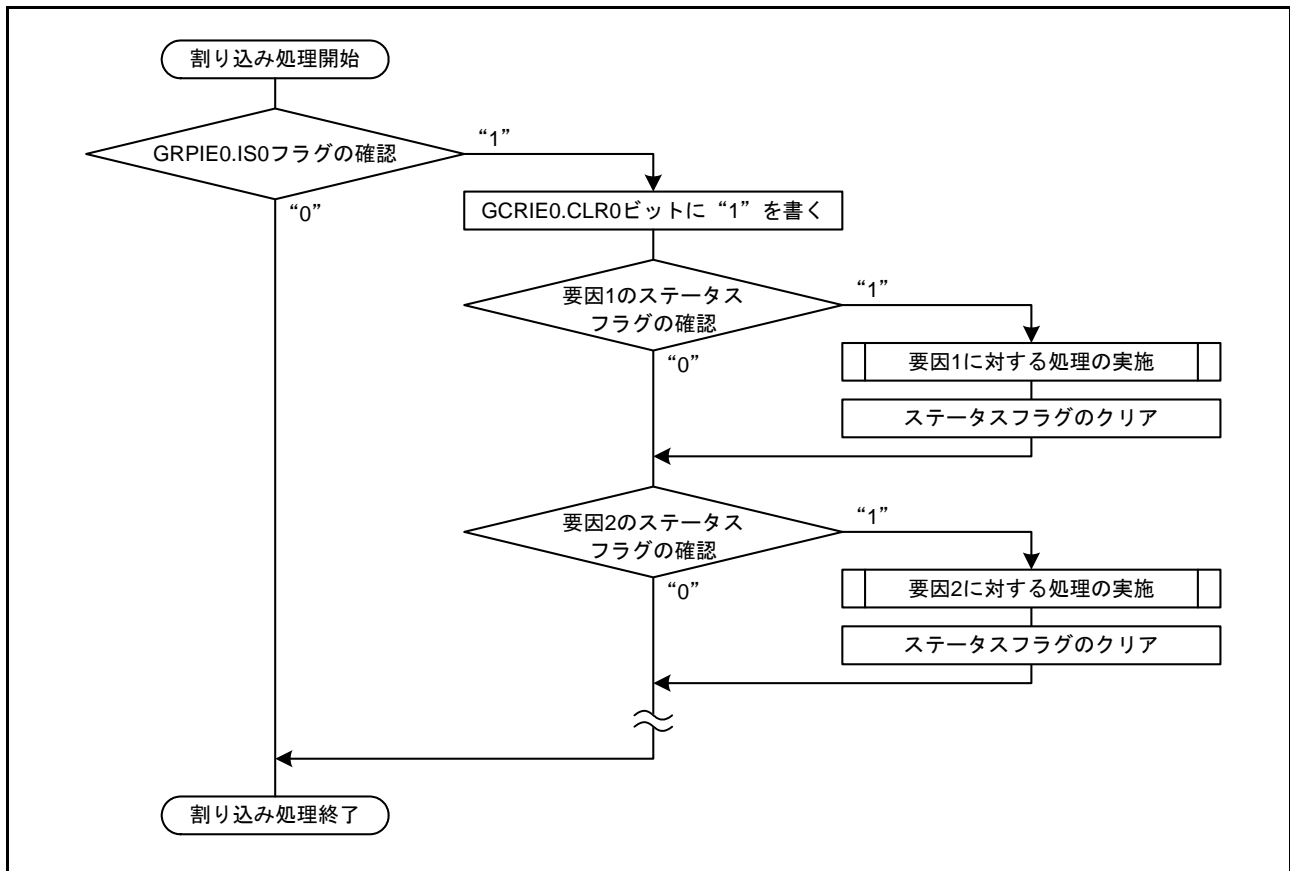 割り込み処理開始
GRPIE0.IS0フラグの確認
“1”
“0”
GCRIE0.CLR0ビットに“1”を書く
要因1のステータス
フラグの確認
“1”
“0”
要因1に対する処理の実施
ステータスフラグのクリア
要因2のステータス
フラグの確認
“1”
“0”
要因2に対する処理の実施
ステータスフラグのクリア
割り込み処理終了